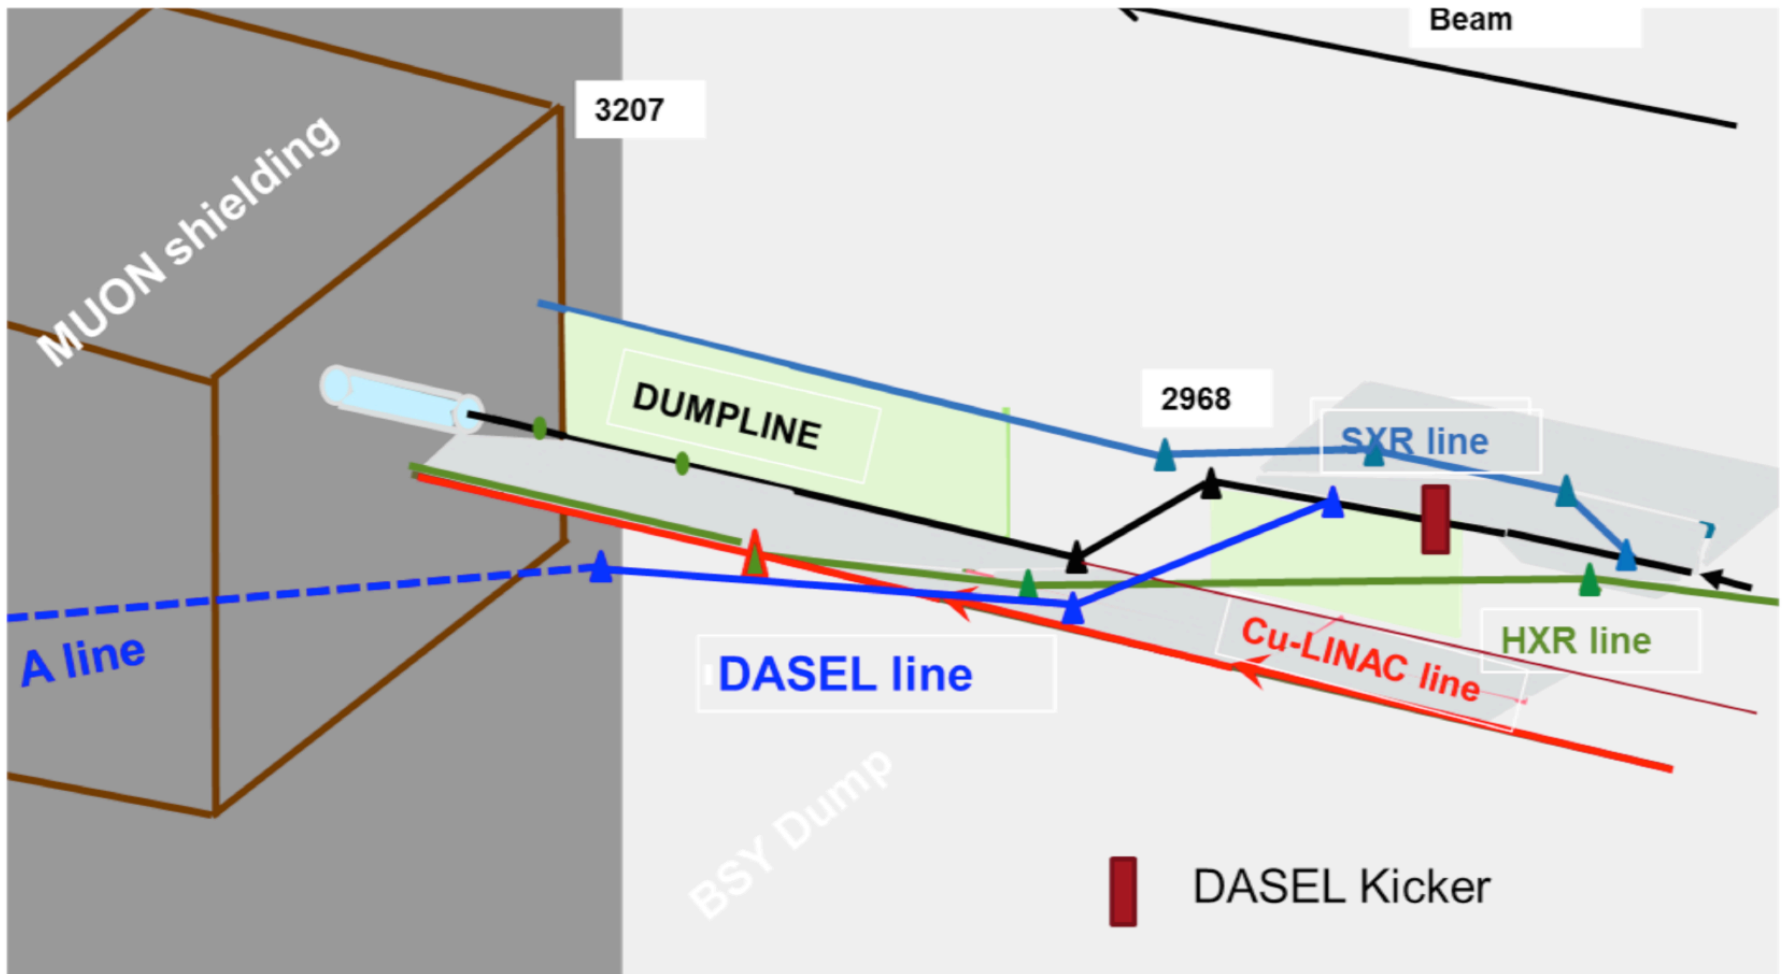 Beam
3207
MUON shielding
2968
DUMPLINE
SXR line
Cu-LINAC line
HXR line
A line
DASEL line
BSY Dump
DASEL Kicker